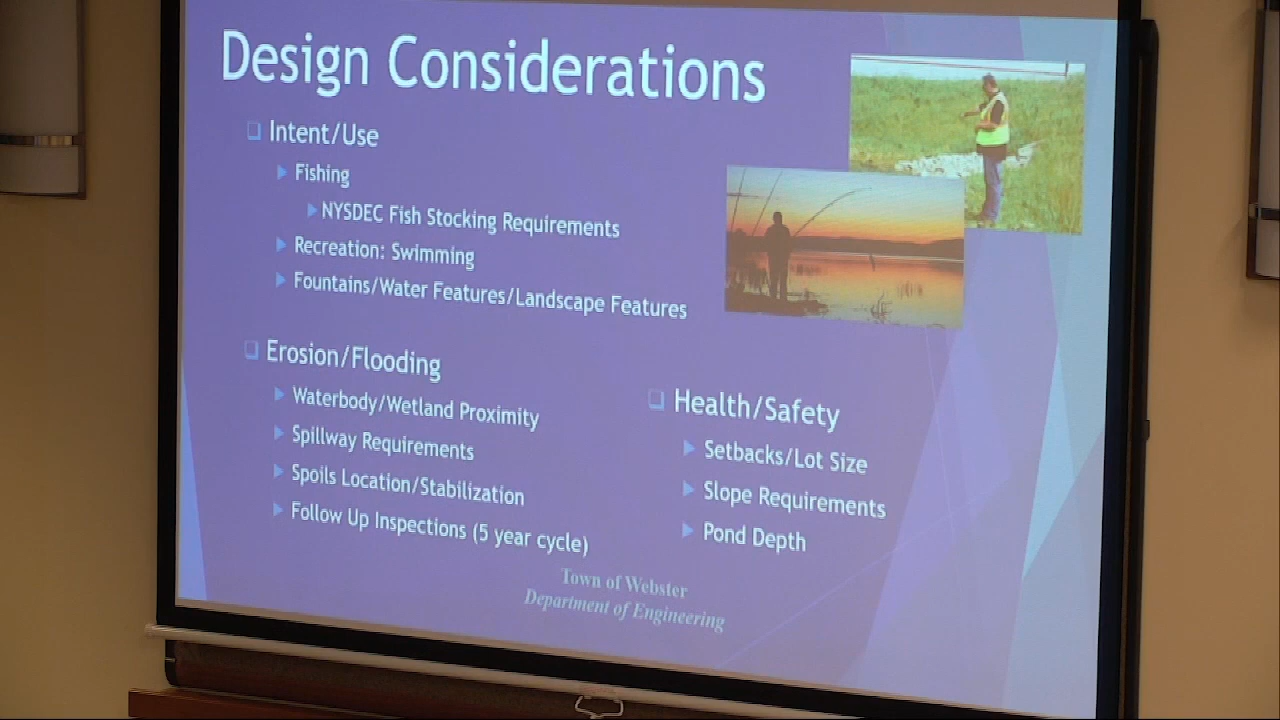 Design Considerations
Intent/Use
Fishing
NYSDEC Fish Stocking Requirements
Recreation: Swimming
Fountains/Water Features/Landscape Features
Erosion/Flooding
Waterbody/Wetland Proximity
Spillway Requirements
Spoils Location/Stabilization
Follow Up Inspections (5 year cycle)
Health/Safety
Setbacks/Lot Size
Slope Requirements
Pond Depth
Town of Webster
Department of Engineering